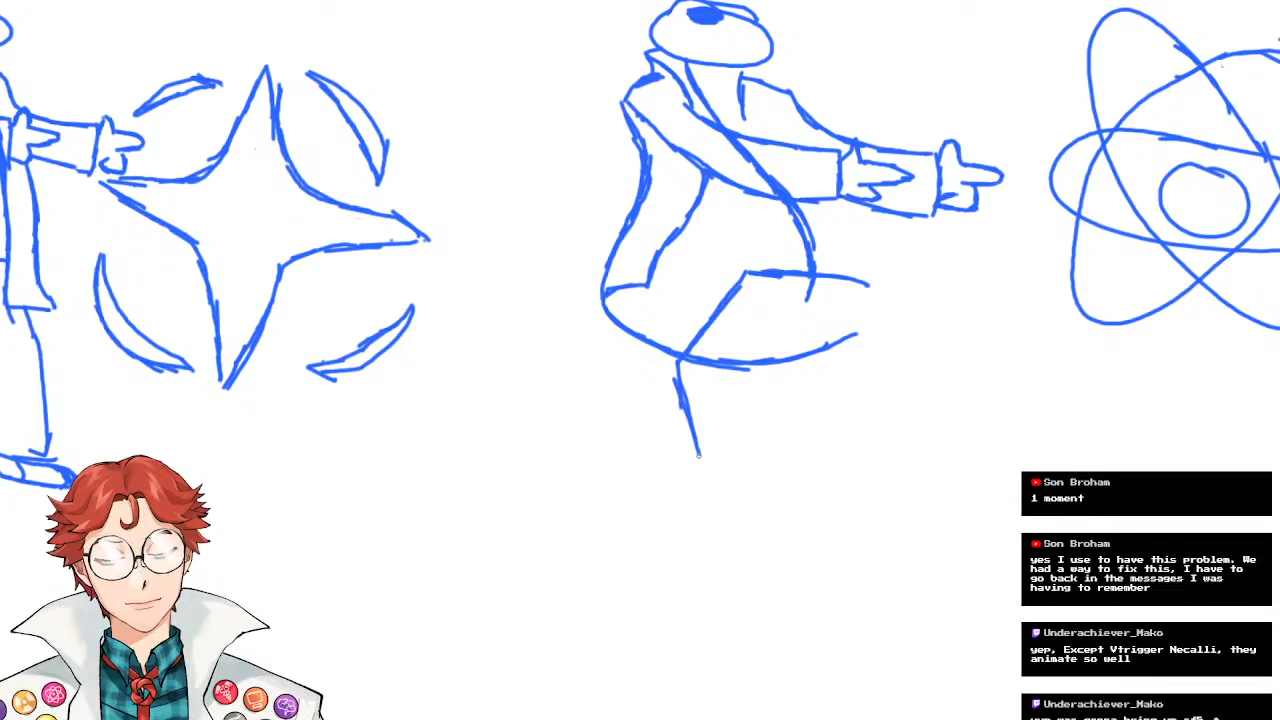 Son Broham
1 moment
Son Broham
yes I use to have this problem. We
had a way to fix this, I have to
go back in the messages I was
having to remember
Underachiever_Mako
yep, Except Vtrigger Necalli, they
animate so well
Underachiever_Mako